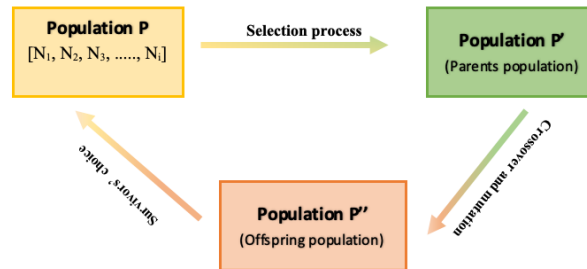 Population P
[N₁, N₂, N₃, ....., Nᵢ]
Selection process
Population P'
(Parents population)
Crossover and mutation
Population P''
(Offspring population)
Survivors' choice